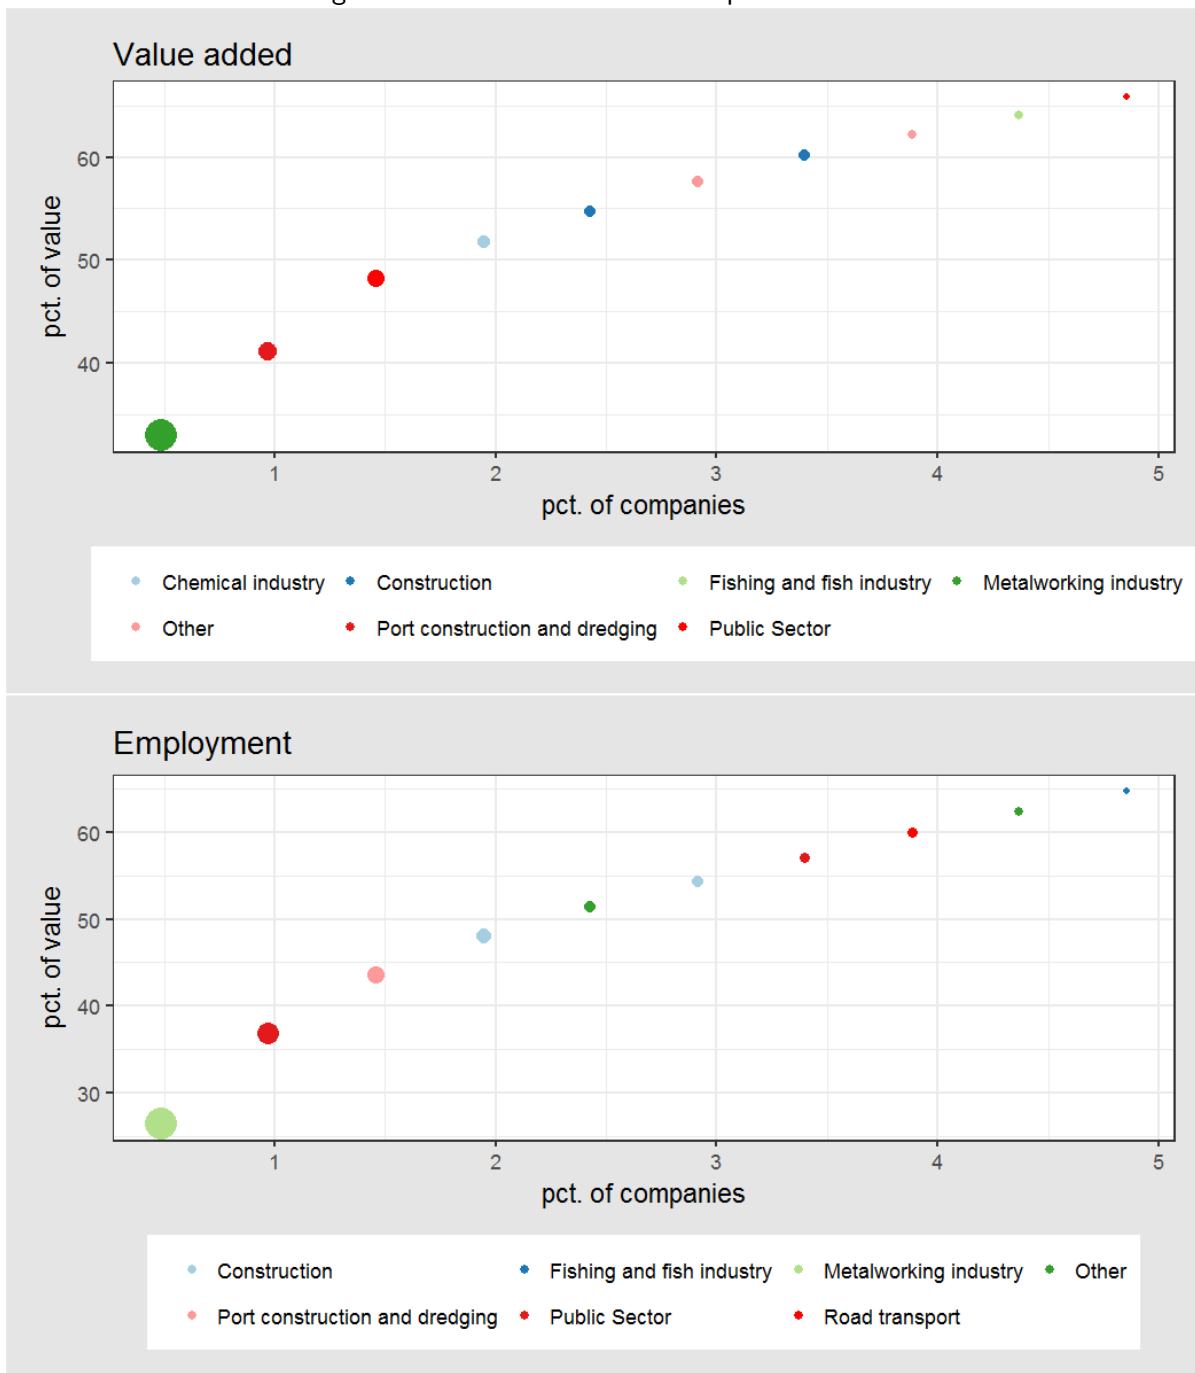 Value added
60
50
40
pct. of value
1 2 3 4 5
pct. of companies
Chemical industry Construction Fishing and fish industry Metalworking industry
Other Port construction and dredging Public Sector
Employment
60
50
40
30
pct. of value
1 2 3 4 5
pct. of companies
Construction Fishing and fish industry Metalworking industry Other
Port construction and dredging Public Sector Road transport